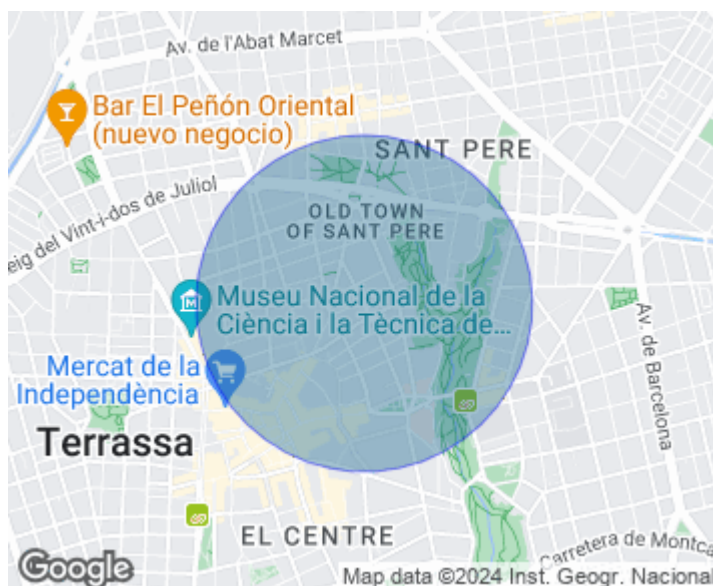 Av. de l'Abat Marcet
Bar El Peñón Oriental
(nuevo negocio)
SANT PERE
eig del Vint-i-dos de Juliol
OLD TOWN
OF SANT PERE
Museu Nacional de la
Ciència i la Tècnica de...
Mercat de la
Independència
Av. de Barcelona
Terrassa
EL CENTRE
Carretera de Montca
Google
Map data ©2024 Inst. Geogr. Nacional